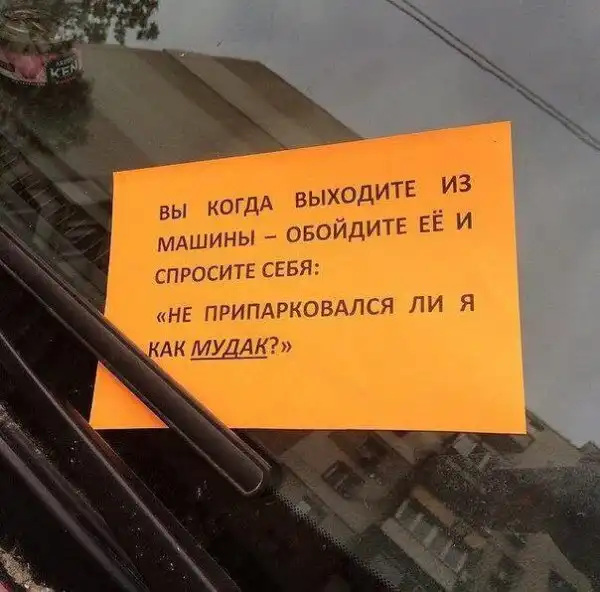 ВЫ КОГДА ВЫХОДИТЕ ИЗ
МАШИНЫ – ОБОЙДИТЕ ЕЁ И
СПРОСИТЕ СЕБЯ:
«НЕ ПРИПАРКОВАЛСЯ ЛИ Я
КАК МУДАК?»